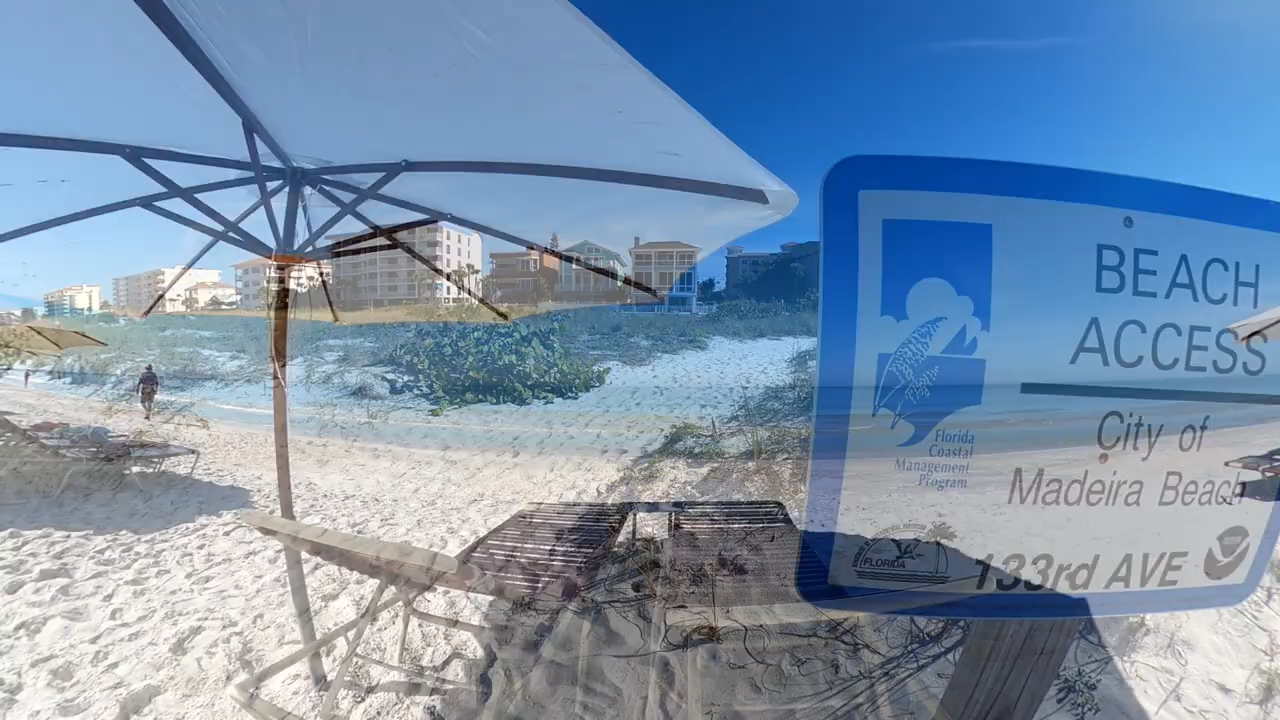 BEACH
ACCESS
City of
Madeira Beach
133rd AVE
Florida
Coastal
Management
Program
FLORIDA